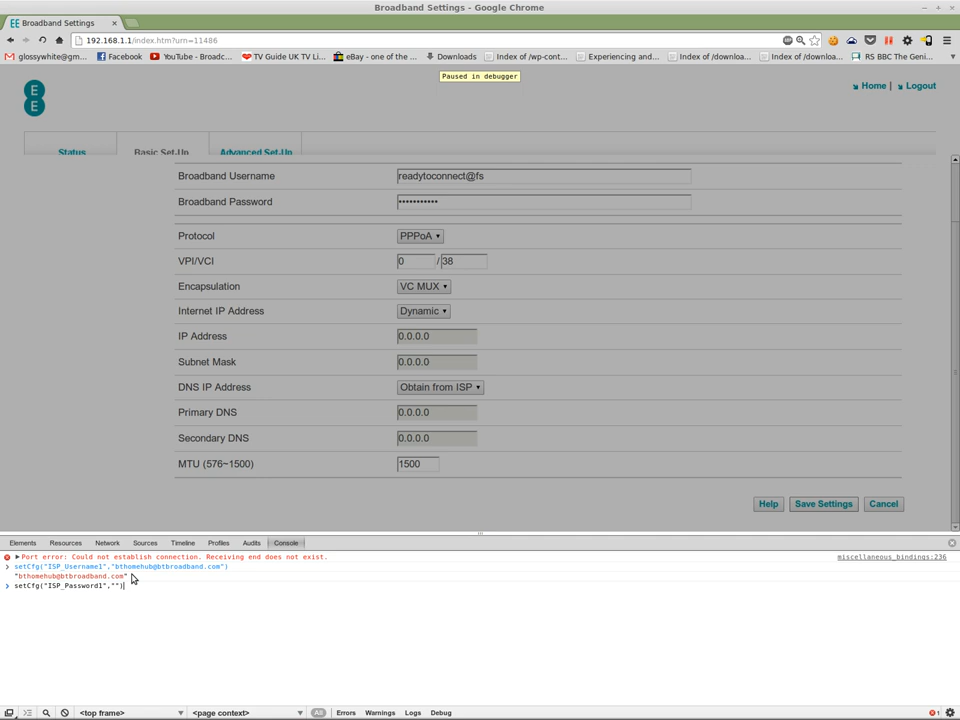 Broadband Settings - Google Chrome
Broadband Settings
192.168.1.1/index.htm?urn=11486
glossywhite@gm... Facebook YouTube - Broadc... TV Guide UK TV Li... eBay - one of the ... Downloads Index of /wp-cont... Experiencing and... Index of /downloa... Index of /downloa... RS BBC The Geni...
Paused in debugger
EE
Home | Logout
Status Basic Set-Up Advanced Set-Up
Broadband Username readytoconnect@fs
Broadband Password •••••••••••
Protocol PPPoA
VPI/VCI 0 / 38
Encapsulation VC MUX
Internet IP Address Dynamic
IP Address 0.0.0.0
Subnet Mask 0.0.0.0
DNS IP Address Obtain from ISP
Primary DNS 0.0.0.0
Secondary DNS 0.0.0.0
MTU (576~1500) 1500
Help Save Settings Cancel
Elements Resources Network Sources Timeline Profiles Audits Console
Port error: Could not establish connection. Receiving end does not exist. miscellaneous_bindings:236
setCfg("ISP_Username1","bthomehub@btbroadband.com")
"bthomehub@btbroadband.com"
setCfg("ISP_Password1","")
<top frame> <page context> All Errors Warnings Logs Debug 1